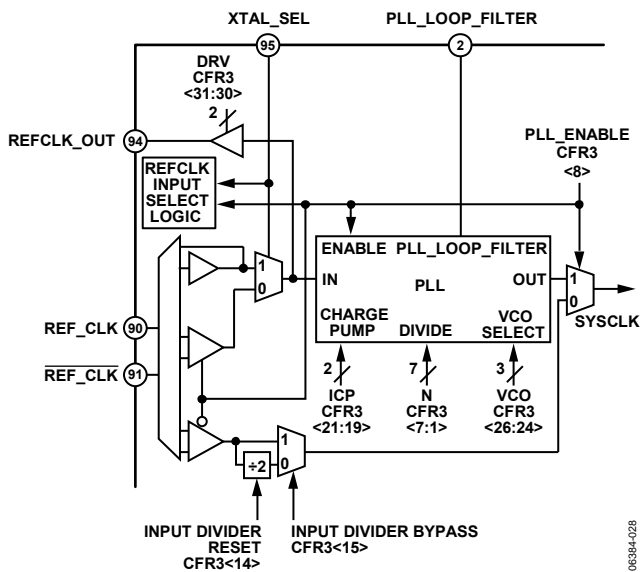 XTAL_SEL
PLL_LOOP_FILTER
95
2
DRV
CFR3
<31:30>
2
REFCLK_OUT
94
PLL_ENABLE
CFR3
<8>
REFCLK
INPUT
SELECT
LOGIC
ENABLE
PLL_LOOP_FILTER
1
0
IN
PLL
OUT
1
0
SYSCLK
CHARGE
PUMP
DIVIDE
VCO
SELECT
REF_CLK
90
REF_CLK
91
2
7
3
ICP
CFR3
<21:19>
N
CFR3
<7:1>
VCO
CFR3
<26:24>
1
÷2
0
INPUT DIVIDER
RESET
CFR3<14>
INPUT DIVIDER BYPASS
CFR3<15>
06384-028